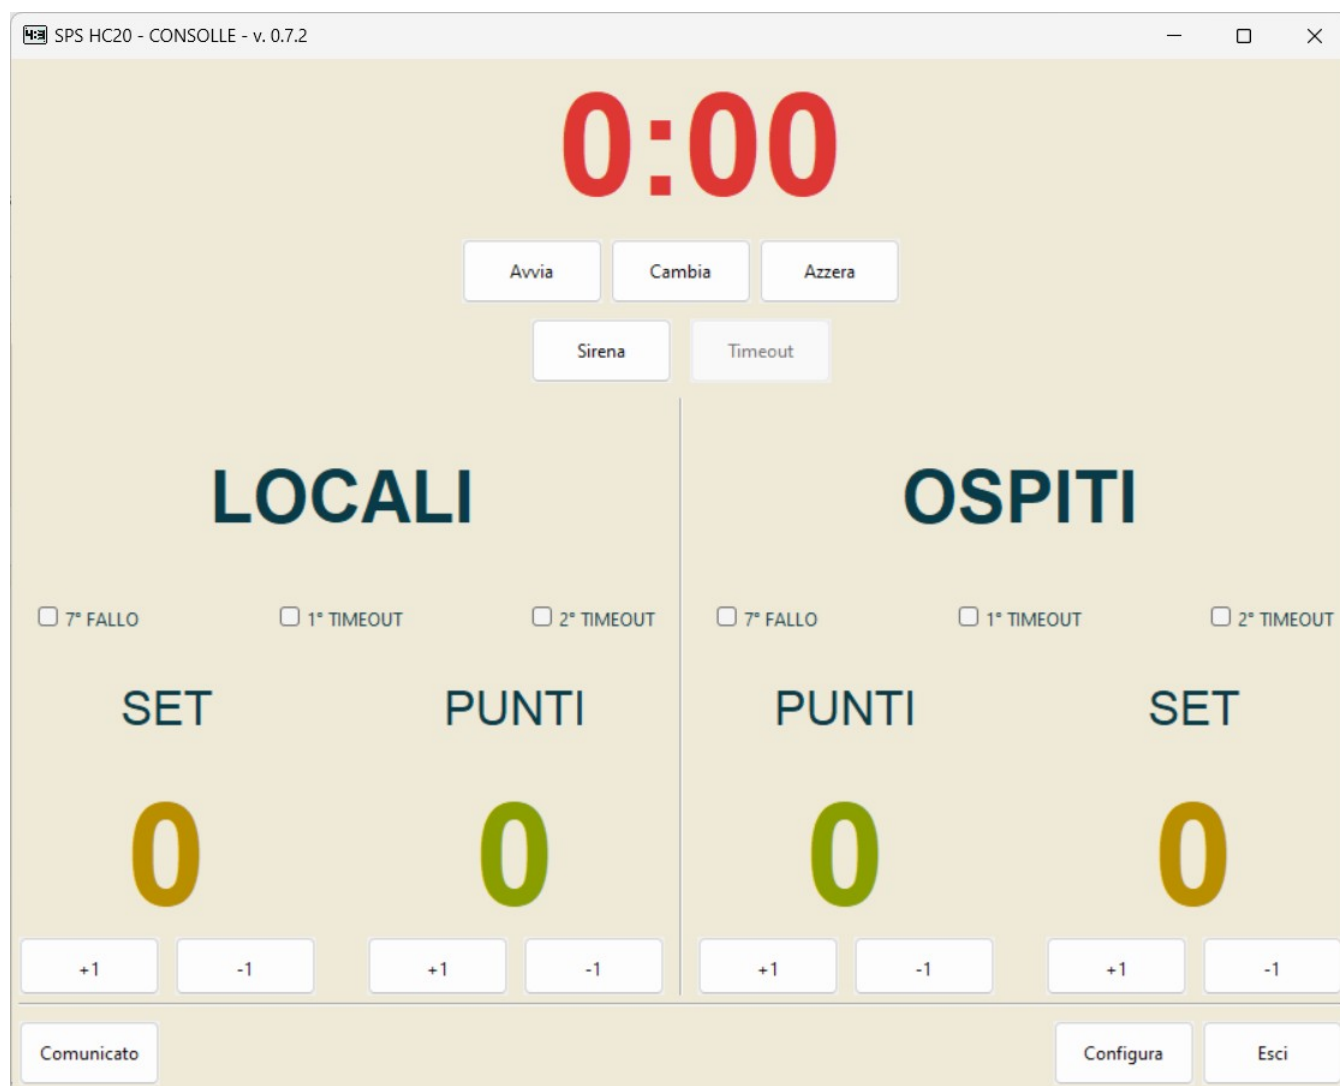 SPS HC20 - CONSOLLE - v. 0.7.2
0:00
Avvia Cambia Azzera
Sirena Timeout
LOCALI OSPITI
7° FALLO 1° TIMEOUT 2° TIMEOUT 7° FALLO 1° TIMEOUT 2° TIMEOUT
SET PUNTI PUNTI SET
0 0 0 0
+1 -1 +1 -1 +1 -1 +1 -1
Comunicato Configura Esci